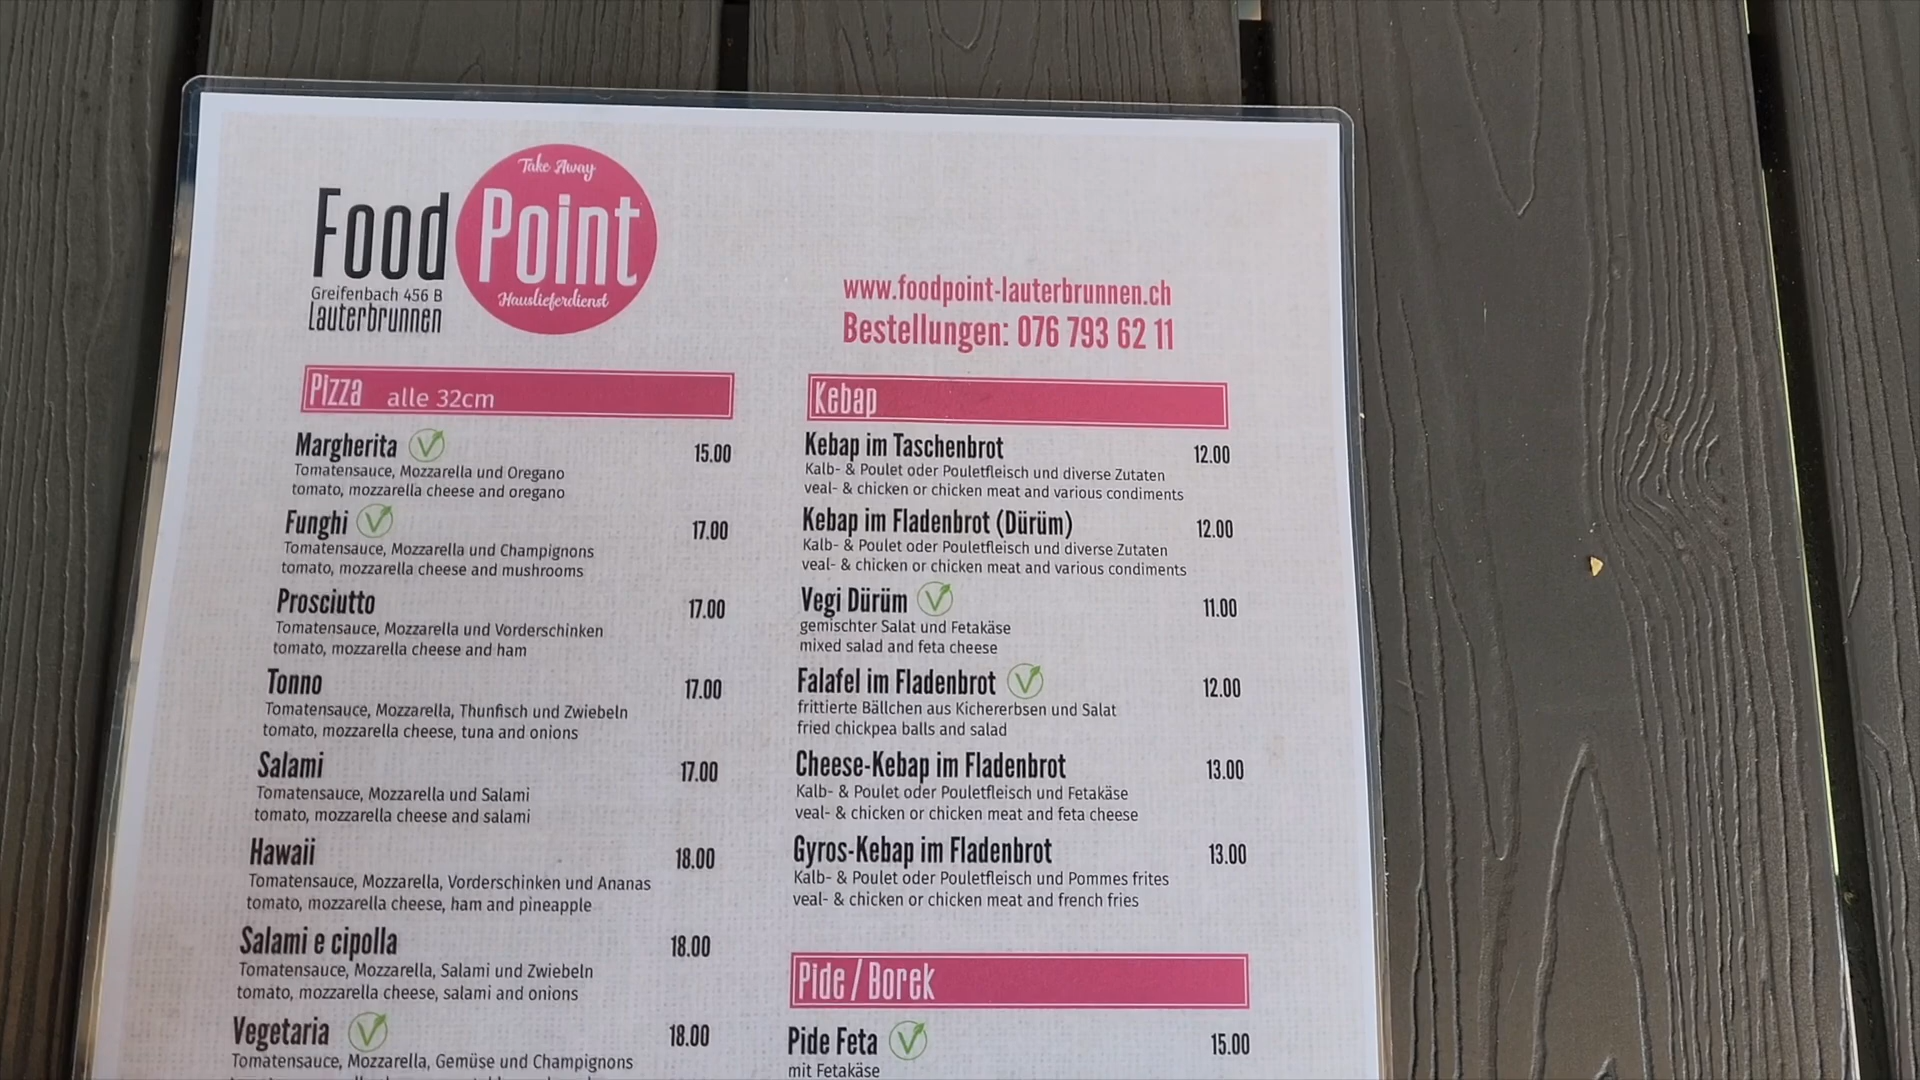 Take Away
Food Point
Hauslieferdienst
Greifenbach 456 B
Lauterbrunnen
www.foodpoint-lauterbrunnen.ch
Bestellungen: 076 793 62 11
Pizza alle 32cm
Margherita V 15.00
Tomatensauce, Mozzarella und Oregano
tomato, mozzarella cheese and oregano
Funghi V 17.00
Tomatensauce, Mozzarella und Champignons
tomato, mozzarella cheese and mushrooms
Prosciutto 17.00
Tomatensauce, Mozzarella und Vorderschinken
tomato, mozzarella cheese and ham
Tonno 17.00
Tomatensauce, Mozzarella, Thunfisch und Zwiebeln
tomato, mozzarella cheese, tuna and onions
Salami 17.00
Tomatensauce, Mozzarella und Salami
tomato, mozzarella cheese and salami
Hawaii 18.00
Tomatensauce, Mozzarella, Vorderschinken und Ananas
tomato, mozzarella cheese, ham and pineapple
Salami e cipolla 18.00
Tomatensauce, Mozzarella, Salami und Zwiebeln
tomato, mozzarella cheese, salami and onions
Vegetaria V 18.00
Tomatensauce, Mozzarella, Gemüse und Champignons
Kebap
Kebap im Taschenbrot 12.00
Kalb- & Poulet oder Pouletfleisch und diverse Zutaten
veal- & chicken or chicken meat and various condiments
Kebap im Fladenbrot (Dürüm) 12.00
Kalb- & Poulet oder Pouletfleisch und diverse Zutaten
veal- & chicken or chicken meat and various condiments
Vegi Dürüm V 11.00
gemischter Salat und Fetakäse
mixed salad and feta cheese
Falafel im Fladenbrot V 12.00
frittierte Bällchen aus Kichererbsen und Salat
fried chickpea balls and salad
Cheese-Kebap im Fladenbrot 13.00
Kalb- & Poulet oder Pouletfleisch und Fetakäse
veal- & chicken or chicken meat and feta cheese
Gyros-Kebap im Fladenbrot 13.00
Kalb- & Poulet oder Pouletfleisch und Pommes frites
veal- & chicken or chicken meat and french fries
Pide / Borek
Pide Feta V 15.00
mit Fetakäse